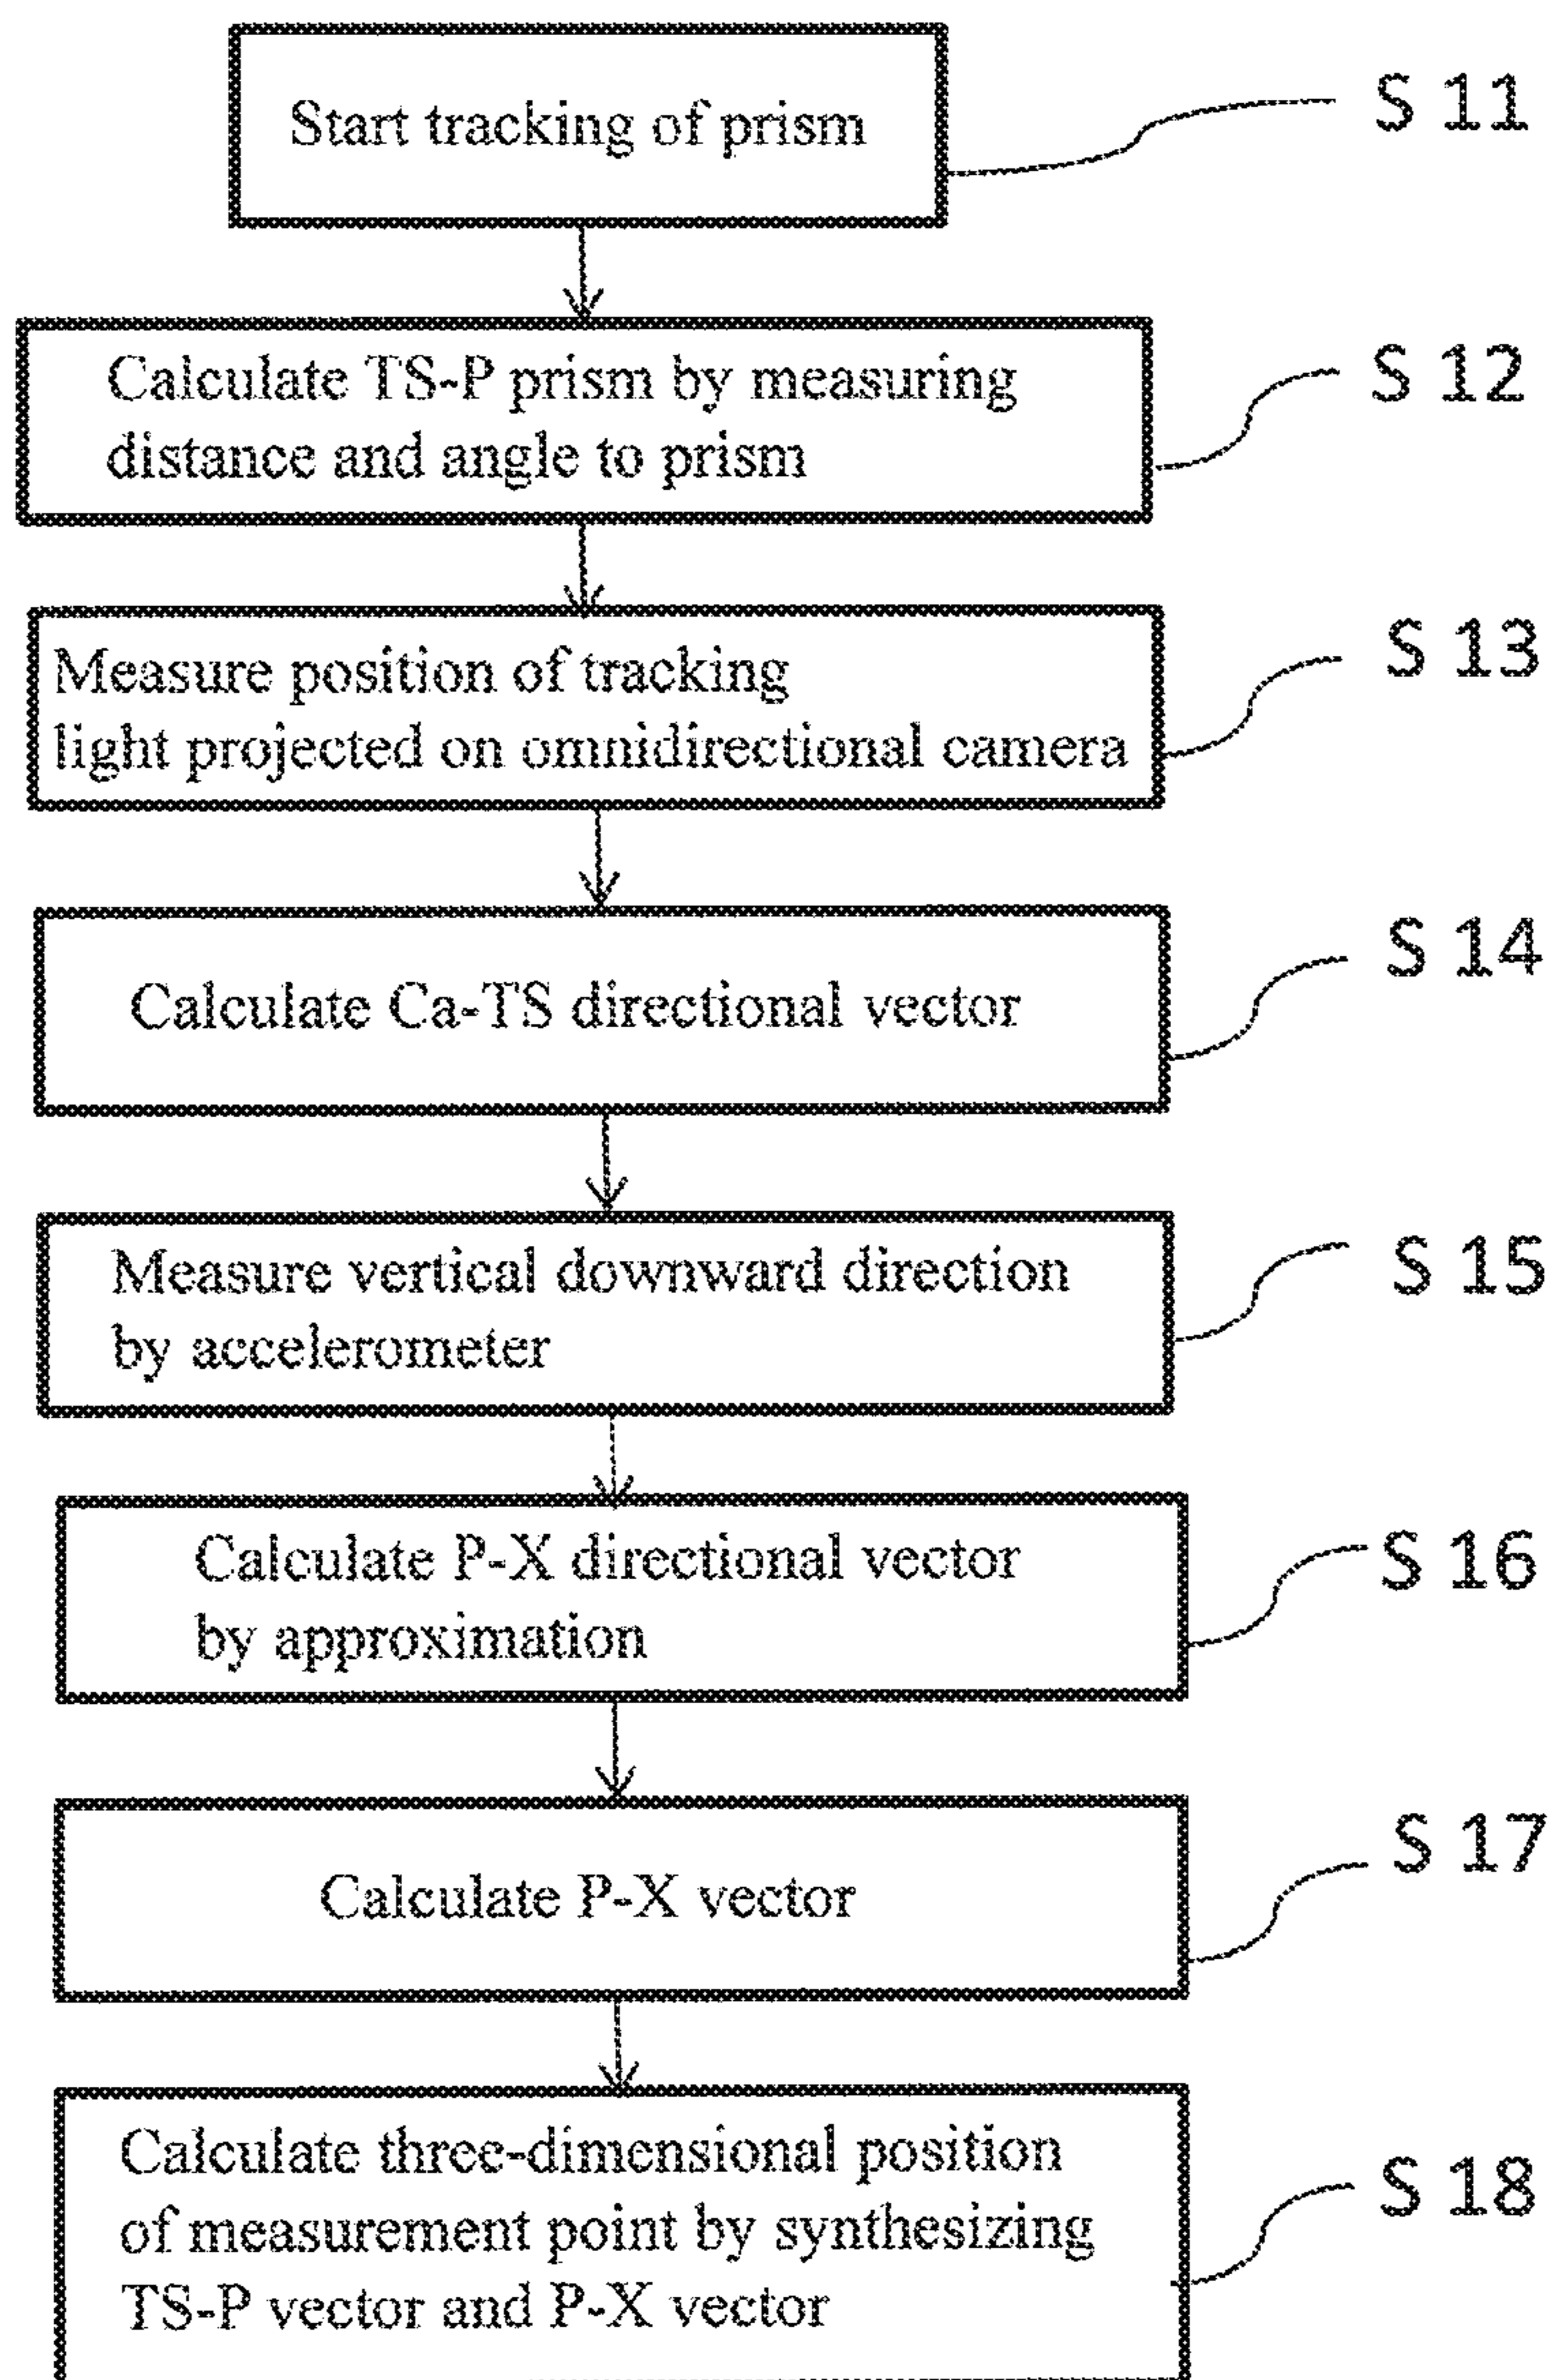 Start tracking of prism
S 11
Calculate TS-P prism by measuring
distance and angle to prism
S 12
Measure position of tracking
light projected on omnidirectional camera
S 13
Calculate Ca-TS directional vector
S 14
Measure vertical downward direction
by accelerometer
S 15
Calculate P-X directional vector
by approximation
S 16
Calculate P-X vector
S 17
Calculate three-dimensional position
of measurement point by synthesizing
TS-P vector and P-X vector
S 18